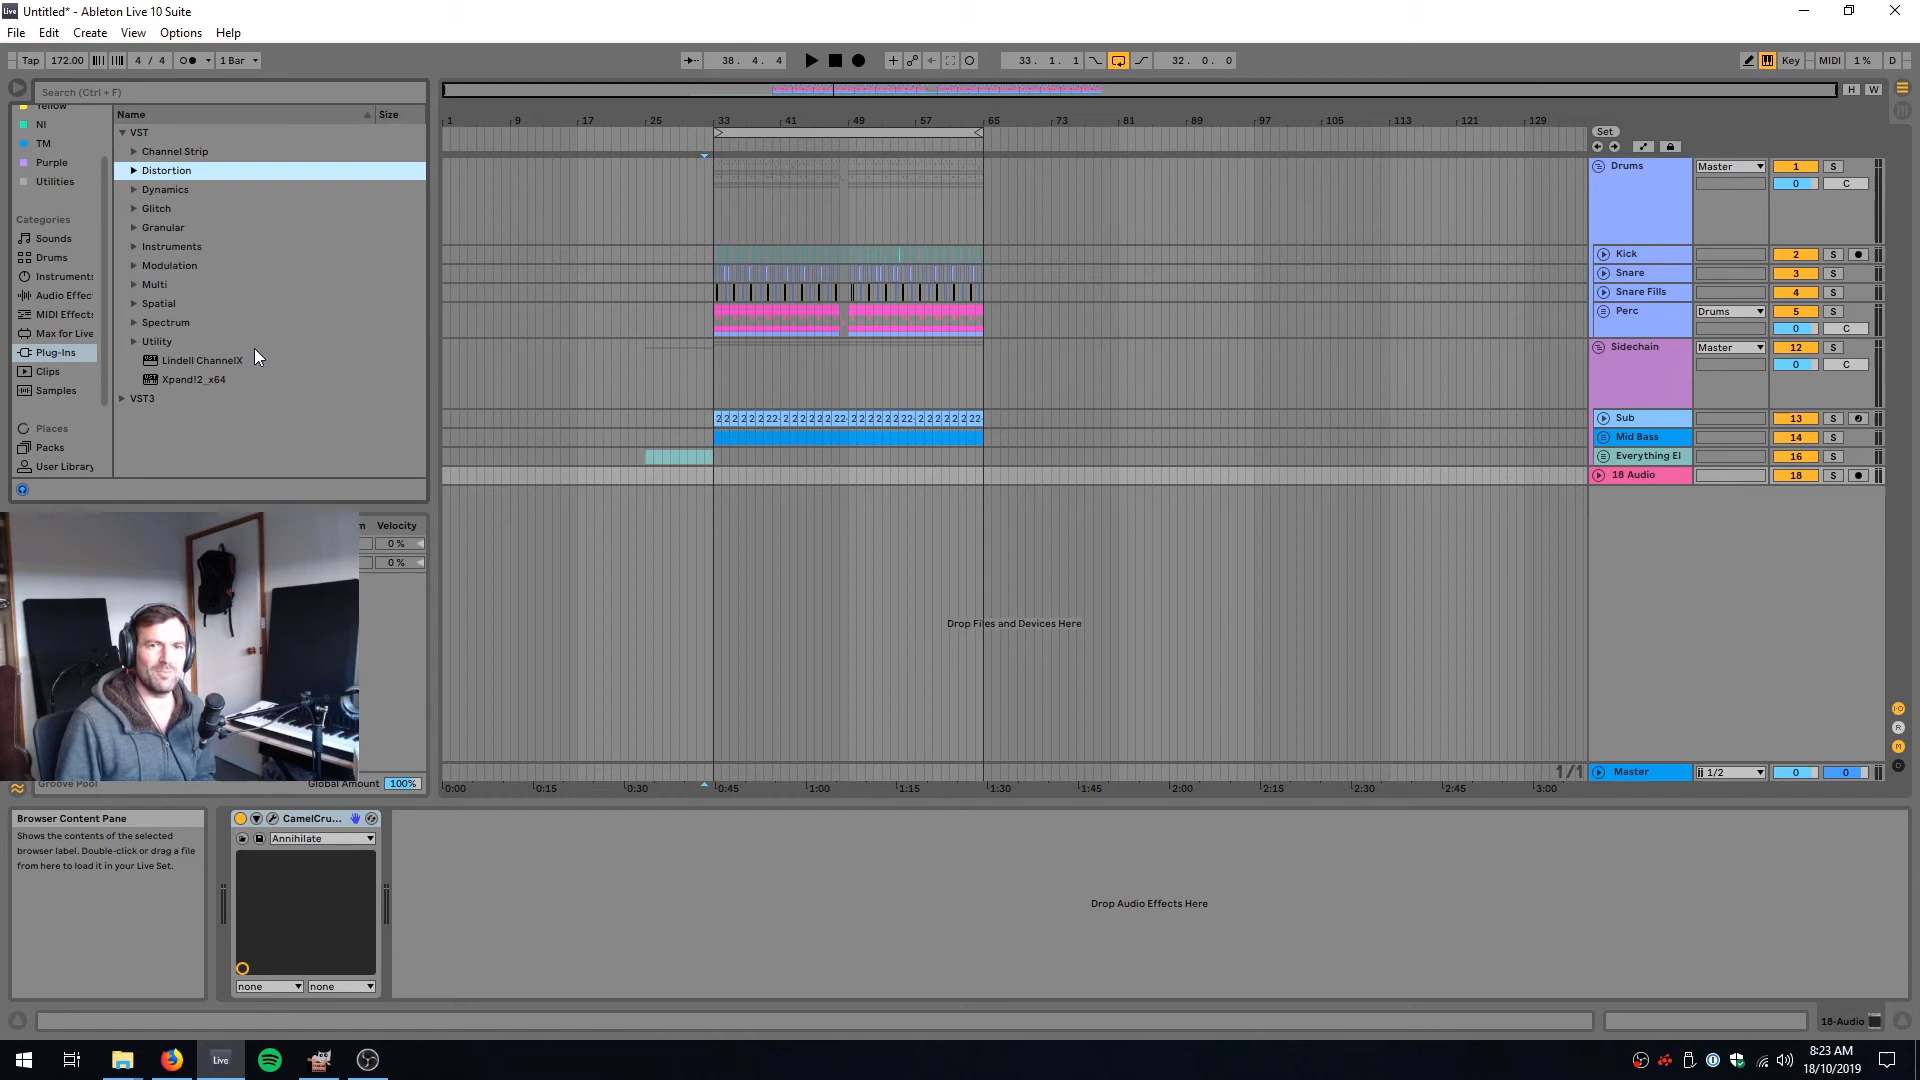 Untitled* - Ableton Live 10 Suite
File Edit Create View Options Help
Tap 172.00 4 / 4 1 Bar 38. 4. 4 33. 1. 1 32. 0. 0 Key MIDI 1 % D
Search (Ctrl + F)
H W
Yellow
NI
TM
Purple
Utilities
Categories
Sounds
Drums
Instruments
Audio Effec
MIDI Effects
Max for Live
Plug-Ins
Clips
Samples
Places
Packs
User Library
Name Size
VST
Channel Strip
Distortion
Dynamics
Glitch
Granular
Instruments
Modulation
Multi
Spatial
Spectrum
Utility
Lindell ChannelX
Xpand!2_x64
VST3
1 9 17 25 33 41 49 57 65 73 81 89 97 105 113 121 129
Set
Drums Master 1 S
0 C
Kick 2 S
Snare 3 S
Snare Fills 4 S
Perc Drums 5 S
0 C
Sidechain Master 12 S
0 C
Sub 13 S
Mid Bass 14 S
Everything El 16 S
18 Audio 18 S
Velocity
0 %
0 %
Drop Files and Devices Here
1/1 Master 1/2 0 0
Groove Pool Global Amount 100%
0:00 0:15 0:30 0:45 1:00 1:15 1:30 1:45 2:00 2:15 2:30 2:45 3:00
Browser Content Pane
Shows the contents of the selected
browser label. Double-click or drag a file
from here to load it in your Live Set.
CamelCru...
Annihilate
none none
Drop Audio Effects Here
18-Audio
Live
8:23 AM
18/10/2019